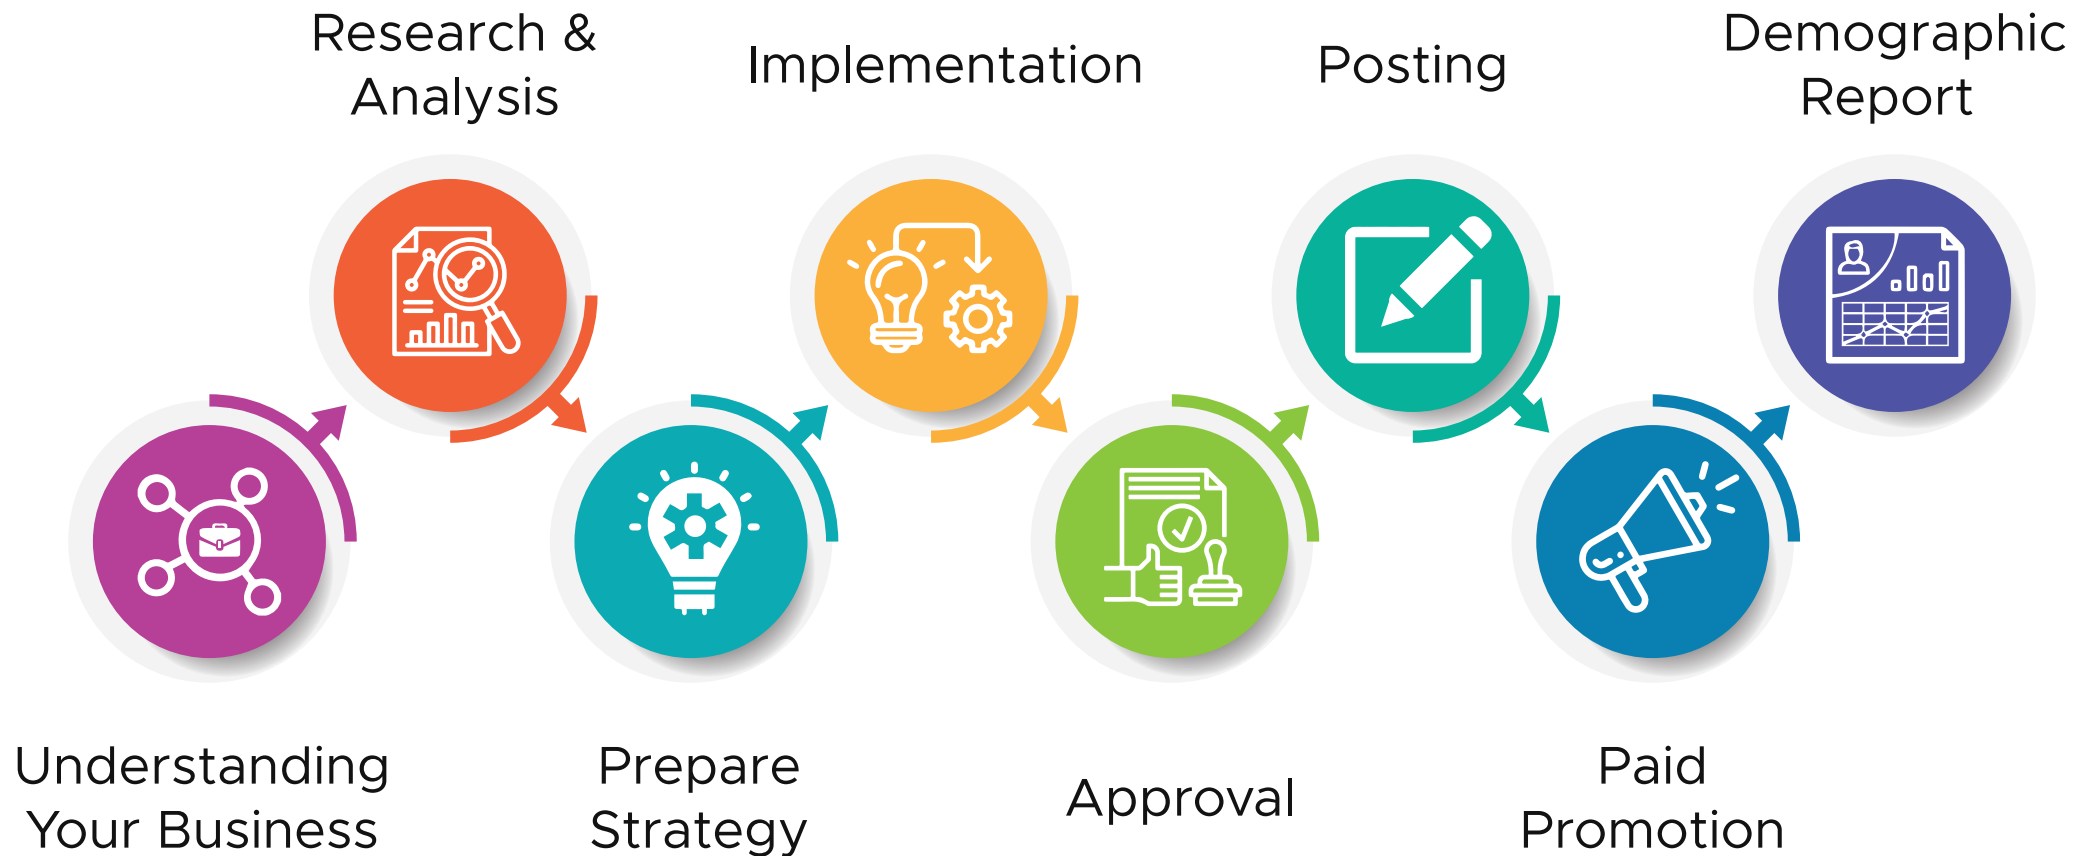 Research &
Analysis
Implementation
Posting
Demographic
Report
Understanding
Your Business
Prepare
Strategy
Approval
Paid
Promotion